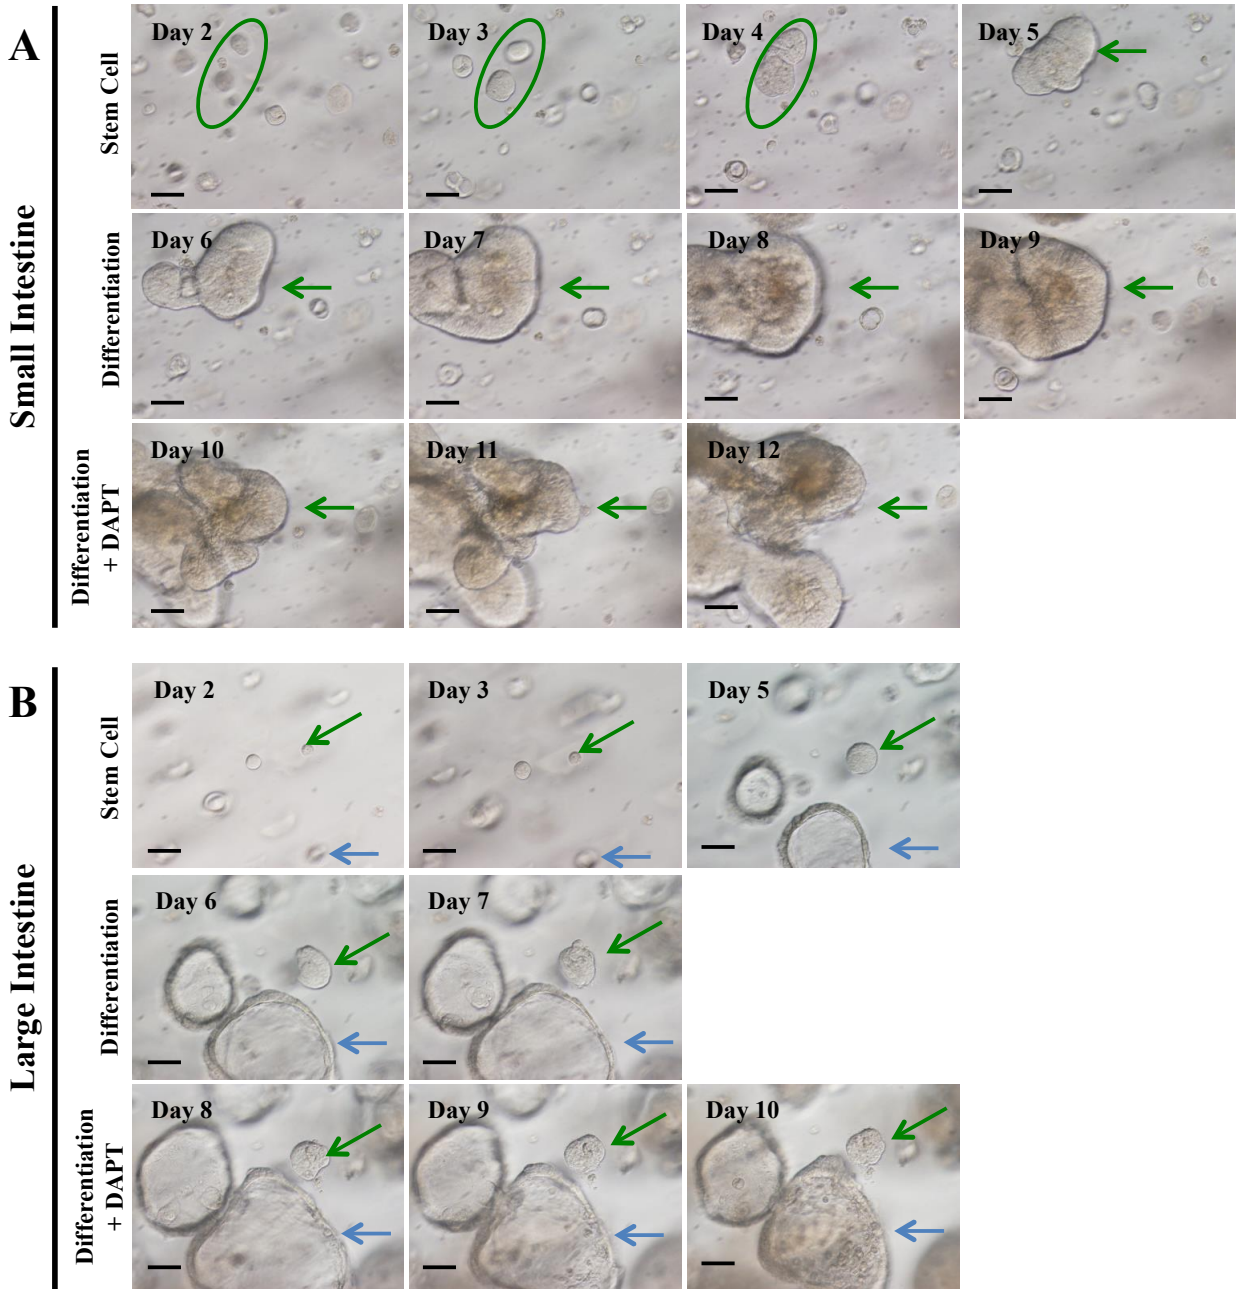 A
Small Intestine
Stem Cell
Day 2
Day 3
Day 4
Day 5
Differentiation
Day 6
Day 7
Day 8
Day 9
Differentiation
+ DAPT
Day 10
Day 11
Day 12
B
Large Intestine
Stem Cell
Day 2
Day 3
Day 5
Differentiation
Day 6
Day 7
Differentiation
+ DAPT
Day 8
Day 9
Day 10